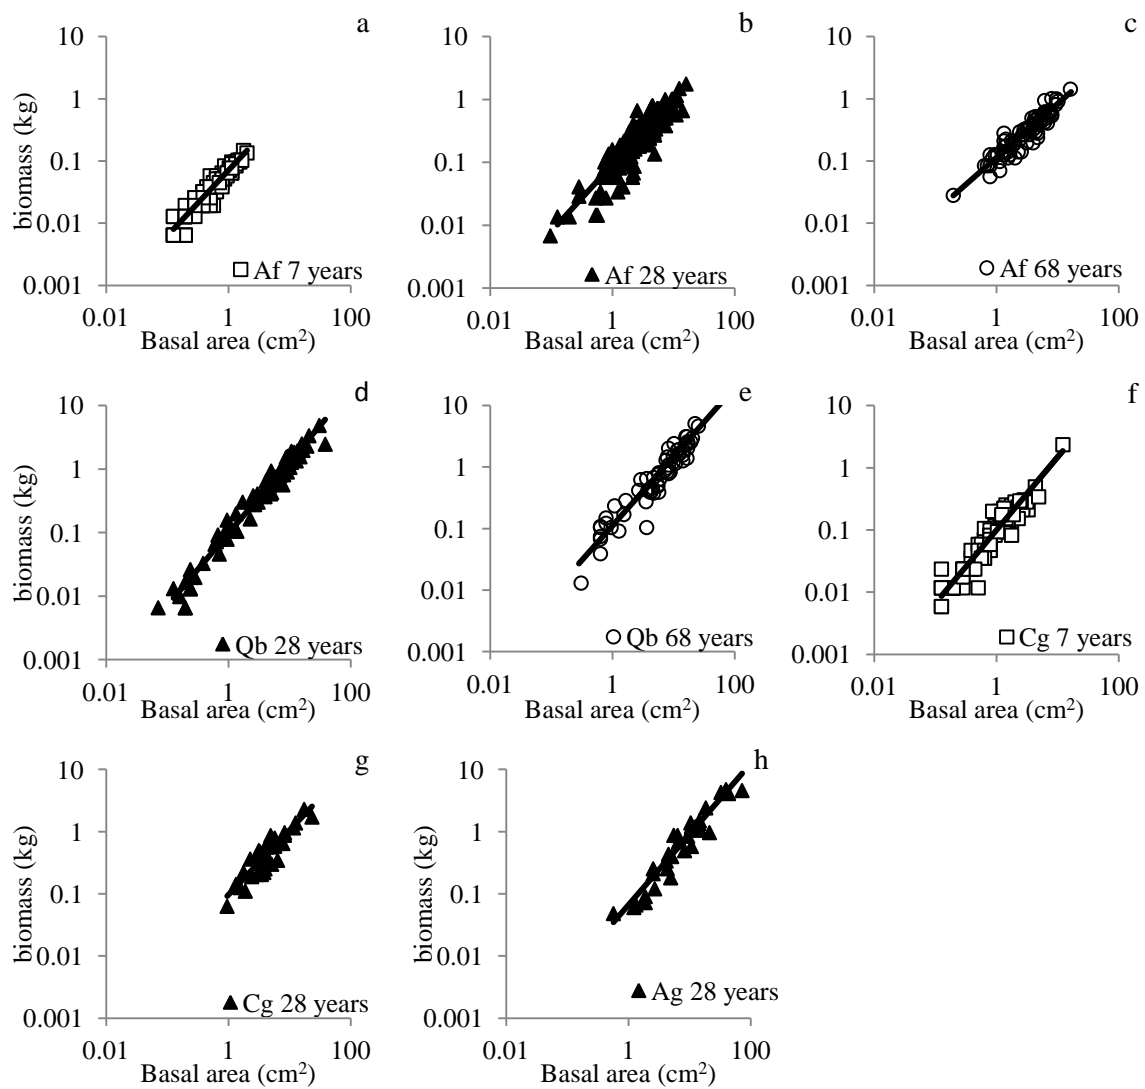 a
10
1
0.1
0.01
0.001
biomass (kg)
Af 7 years
0.01 1 100
Basal area (cm²)
b
10
1
0.1
0.01
0.001
Af 28 years
0.01 1 100
Basal area (cm²)
c
10
1
0.1
0.01
0.001
Af 68 years
0.01 1 100
Basal area (cm²)
d
10
1
0.1
0.01
0.001
biomass (kg)
Qb 28 years
0.01 1 100
Basal area (cm²)
e
10
1
0.1
0.01
0.001
Qb 68 years
0.01 1 100
Basal area (cm²)
f
10
1
0.1
0.01
0.001
Cg 7 years
0.01 1 100
Basal area (cm²)
g
10
1
0.1
0.01
0.001
biomass (kg)
Cg 28 years
0.01 1 100
Basal area (cm²)
h
10
1
0.1
0.01
0.001
biomass (kg)
Ag 28 years
0.01 1 100
Basal area (cm²)